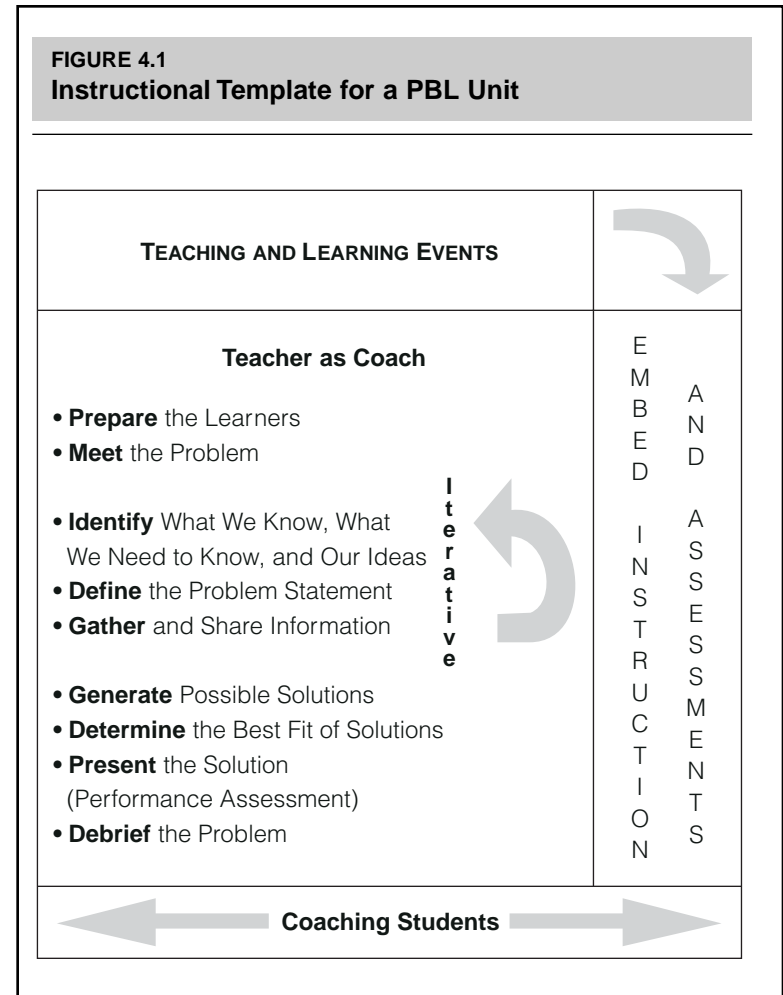 FIGURE 4.1
Instructional Template for a PBL Unit
TEACHING AND LEARNING EVENTS
Teacher as Coach
• Prepare the Learners
• Meet the Problem
• Identify What We Know, What
We Need to Know, and Our Ideas
• Define the Problem Statement
• Gather and Share Information
Iterative
• Generate Possible Solutions
• Determine the Best Fit of Solutions
• Present the Solution
(Performance Assessment)
• Debrief the Problem
EMBED INSTRUCTION
AND ASSESSMENTS
Coaching Students